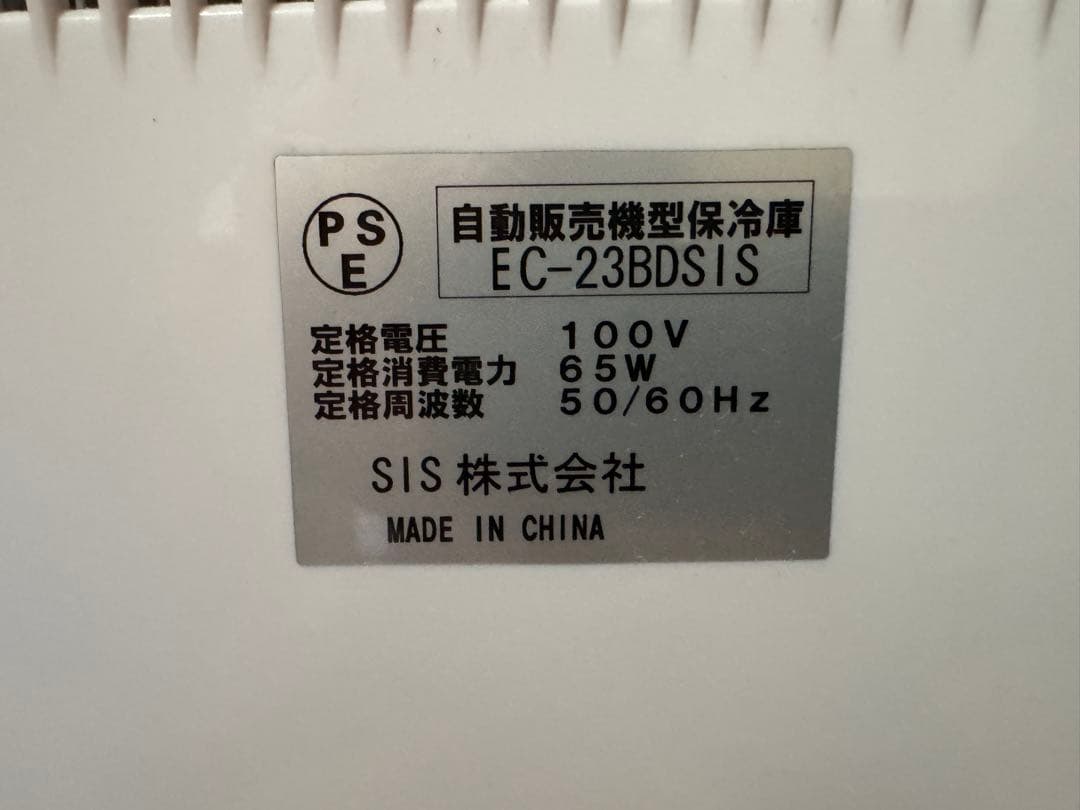 PS
E
自動販売機型保冷庫
EC-23BDSIS
定格電圧 100V
定格消費電力 65W
定格周波数 50/60Hz
SIS 株式会社
MADE IN CHINA